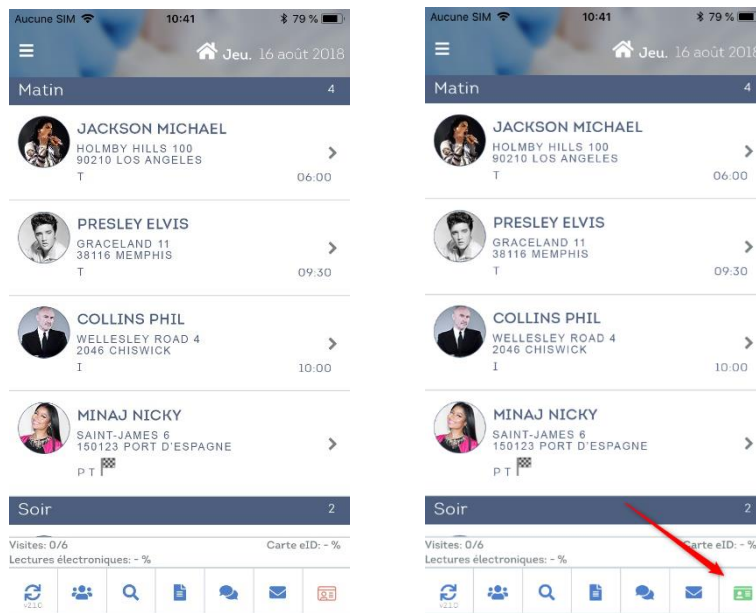 Aucune SIM 10:41 79 %
Jeu. 16 août 2018
Matin 4
JACKSON MICHAEL
HOLMBY HILLS 100
90210 LOS ANGELES
T 06:00
PRESLEY ELVIS
GRACELAND 11
38116 MEMPHIS
T 09:30
COLLINS PHIL
WELLESLEY ROAD 4
2046 CHISWICK
I 10:00
MINAJ NICKY
SAINT-JAMES 6
150123 PORT D'ESPAGNE
P T
Soir 2
Visites: 0/6 Carte eID: - %
Lectures électroniques: - %
v21.0
Aucune SIM 10:41 79 %
Jeu. 16 août 2018
Matin 4
JACKSON MICHAEL
HOLMBY HILLS 100
90210 LOS ANGELES
T 06:00
PRESLEY ELVIS
GRACELAND 11
38116 MEMPHIS
T 09:30
COLLINS PHIL
WELLESLEY ROAD 4
2046 CHISWICK
I 10:00
MINAJ NICKY
SAINT-JAMES 6
150123 PORT D'ESPAGNE
P T
Soir 2
Visites: 0/6 Carte eID: - %
Lectures électroniques: - %